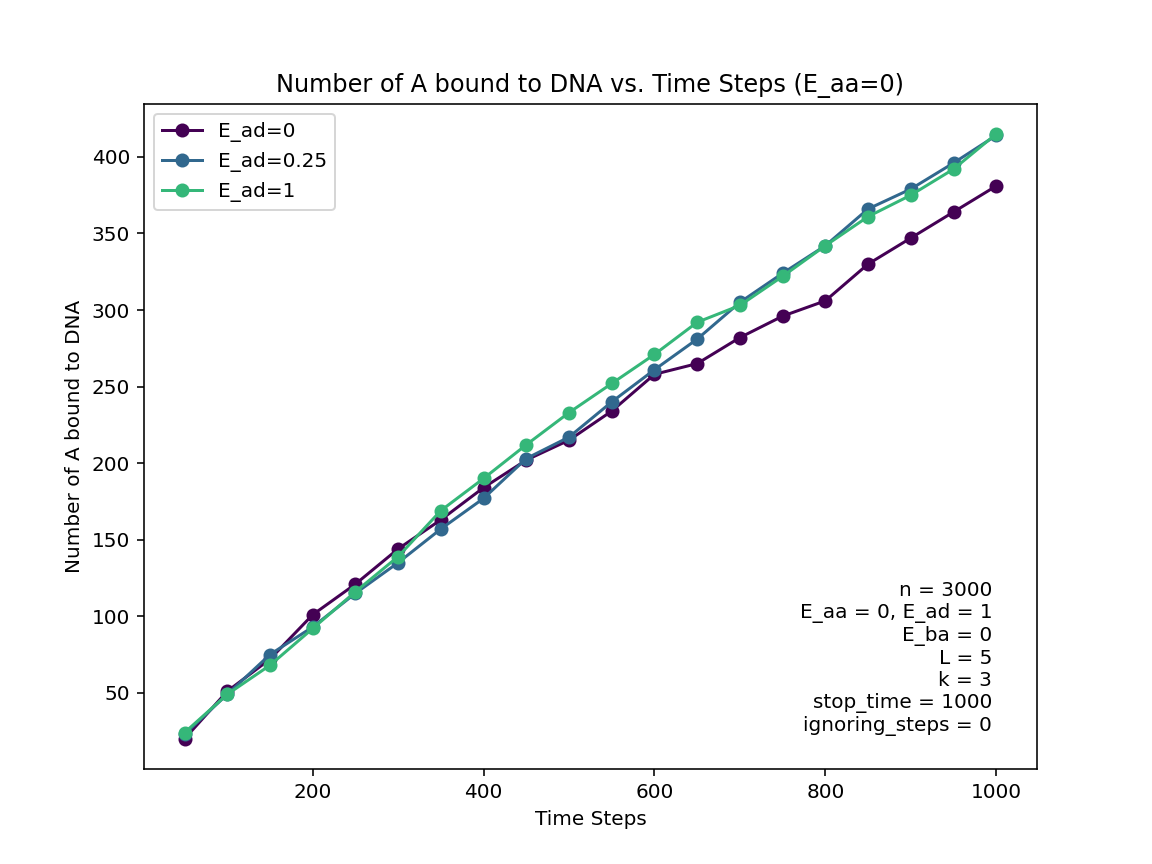 Number of A bound to DNA vs. Time Steps (E_aa=0)
E_ad=0
E_ad=0.25
E_ad=1
400
350
300
250
200
150
100
50
Number of A bound to DNA
n = 3000
E_aa = 0, E_ad = 1
E_ba = 0
L = 5
k = 3
stop_time = 1000
ignoring_steps = 0
200 400 600 800 1000
Time Steps